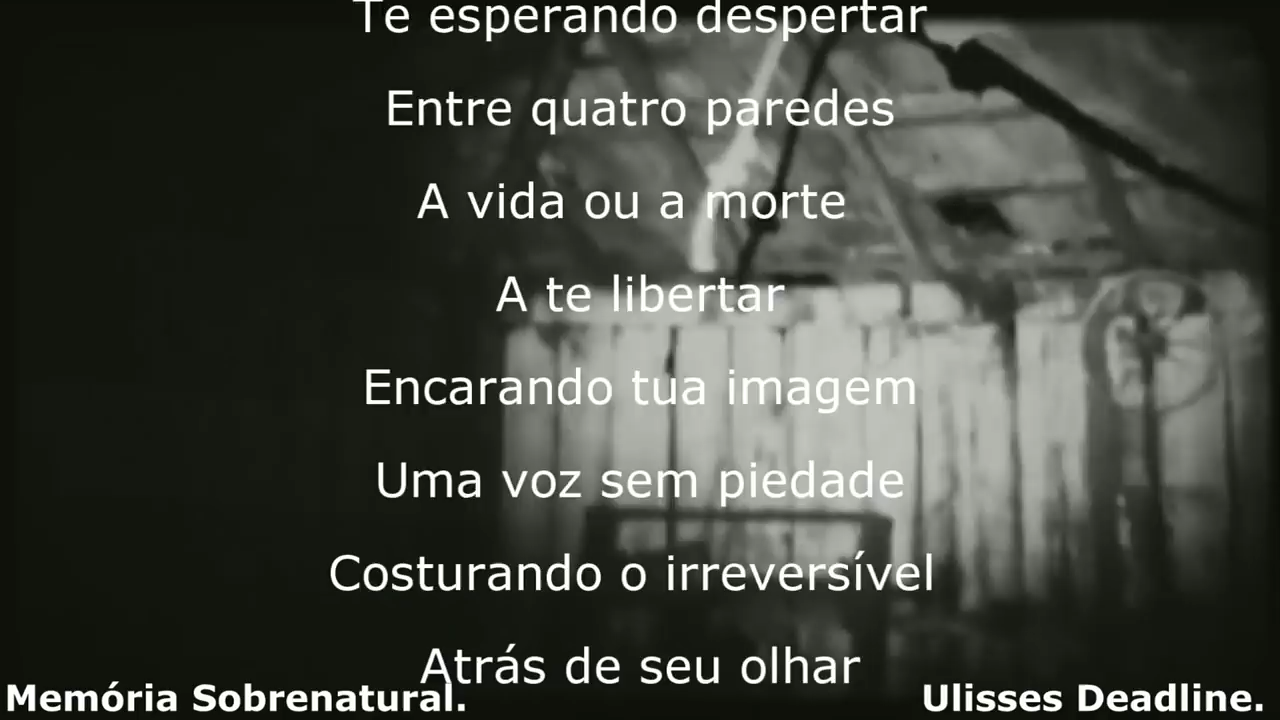 Te esperando despertar
Entre quatro paredes
A vida ou a morte
A te libertar
Encarando tua imagem
Uma voz sem piedade
Costurando o irreversível
Atrás de seu olhar
Memória Sobrenatural.
Ulisses Deadline.